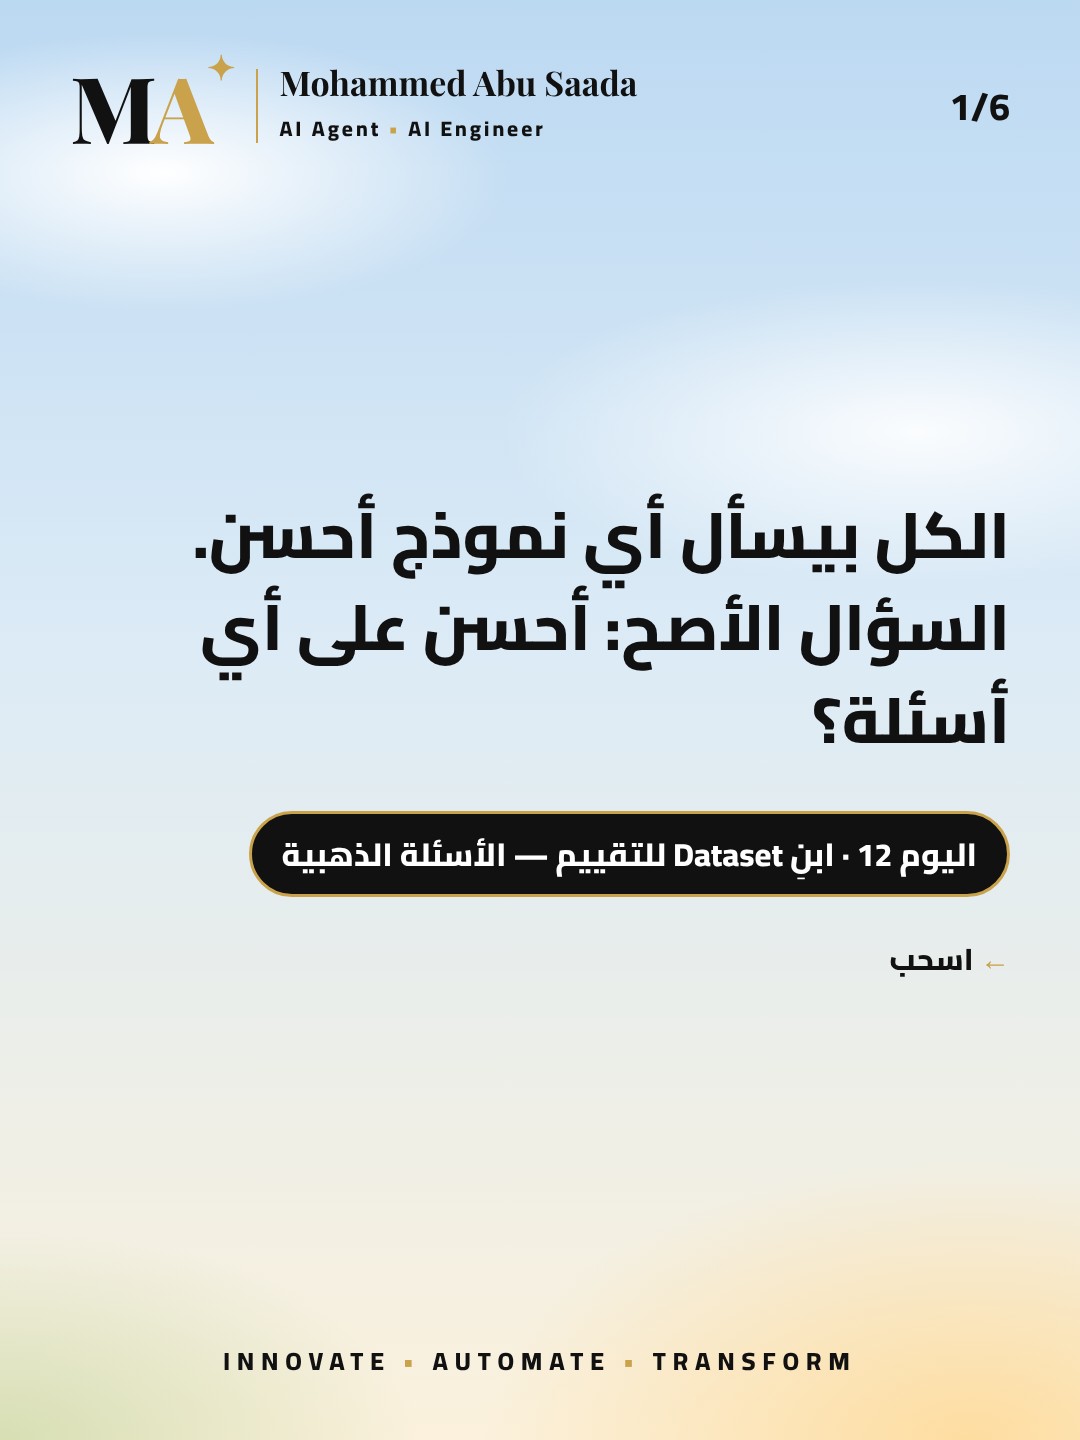 MA
Mohammed Abu Saada
AI Agent ▪ AI Engineer
1/6
الكل بيسأل أي نموذج أحسن.
السؤال الأصح: أحسن على أي
أسئلة؟
اليوم 12 · ابنِ Dataset للتقييم — الأسئلة الذهبية
← اسحب
INNOVATE ▪ AUTOMATE ▪ TRANSFORM